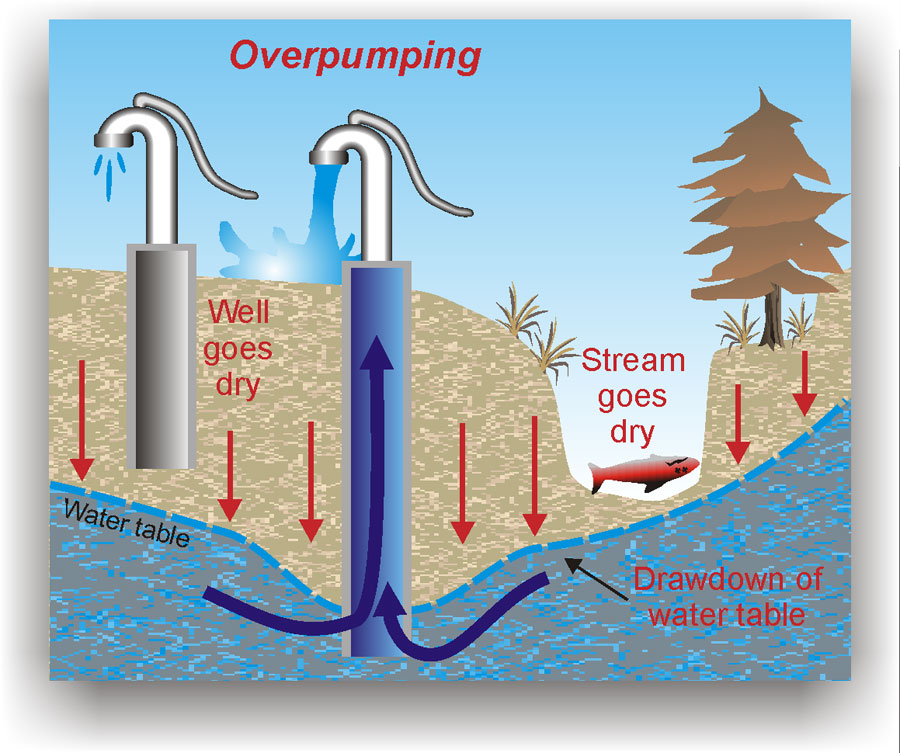 Overpumping
Well
goes
dry
Stream
goes
dry
Water table
Drawdown of
water table